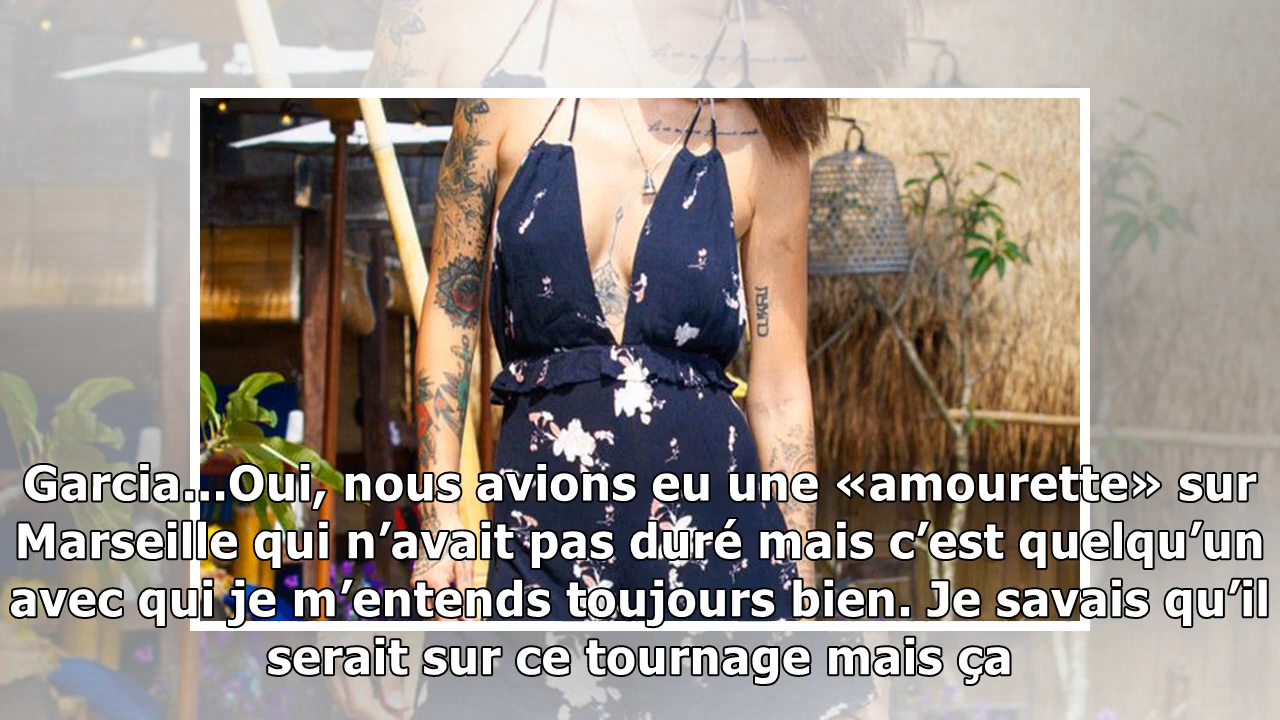 Garcia...Oui, nous avions eu une «amourette» sur
Marseille qui n’avait pas duré mais c’est quelqu’un
avec qui je m’entends toujours bien. Je savais qu’il
serait sur ce tournage mais ça